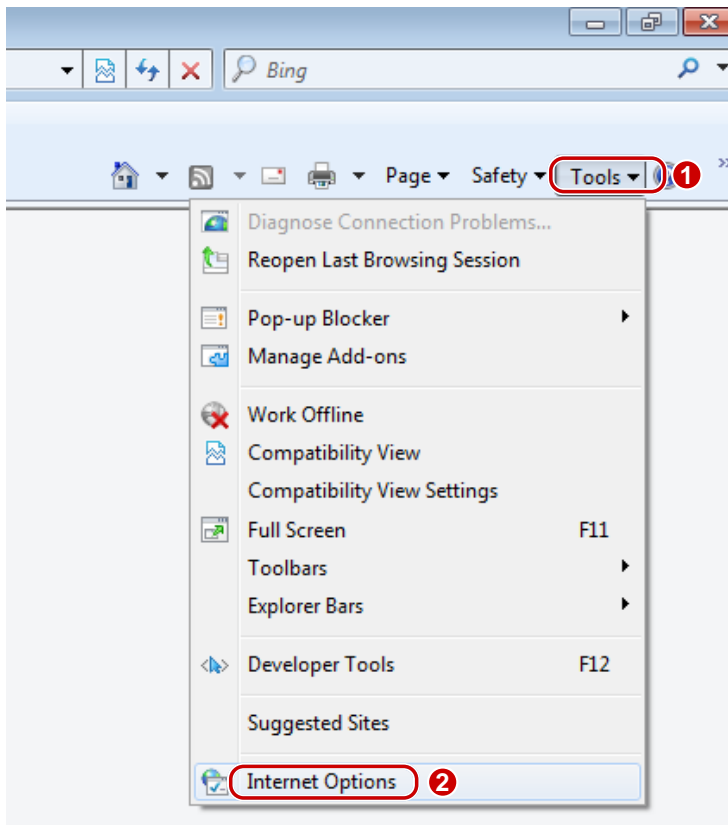 Bing
Page Safety Tools 1
Diagnose Connection Problems...
Reopen Last Browsing Session
Pop-up Blocker
Manage Add-ons
Work Offline
Compatibility View
Compatibility View Settings
Full Screen F11
Toolbars
Explorer Bars
Developer Tools F12
Suggested Sites
Internet Options 2